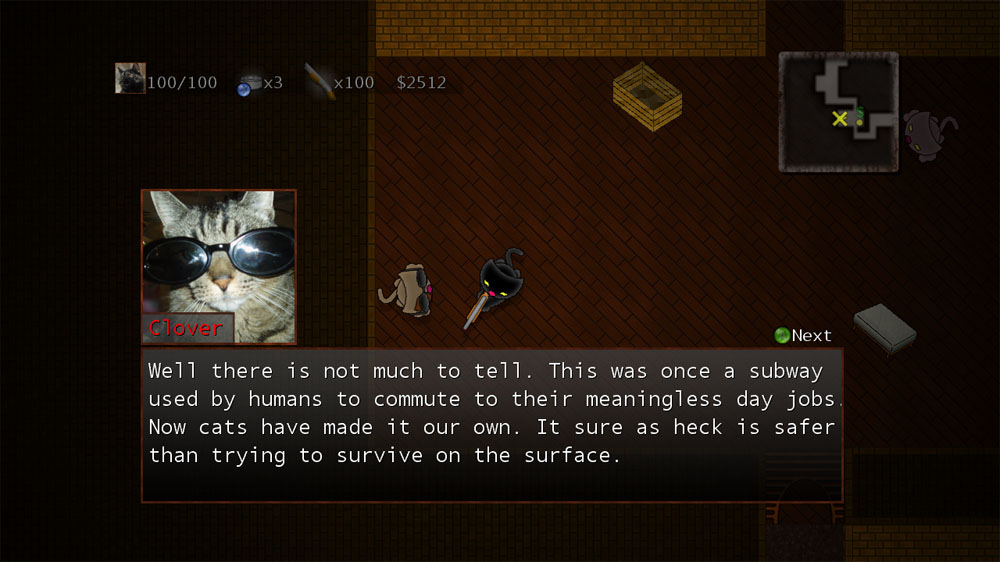 100/100 x3 x100 $2512
Clover
Next
Well there is not much to tell. This was once a subway
used by humans to commute to their meaningless day jobs.
Now cats have made it our own. It sure as heck is safer
than trying to survive on the surface.